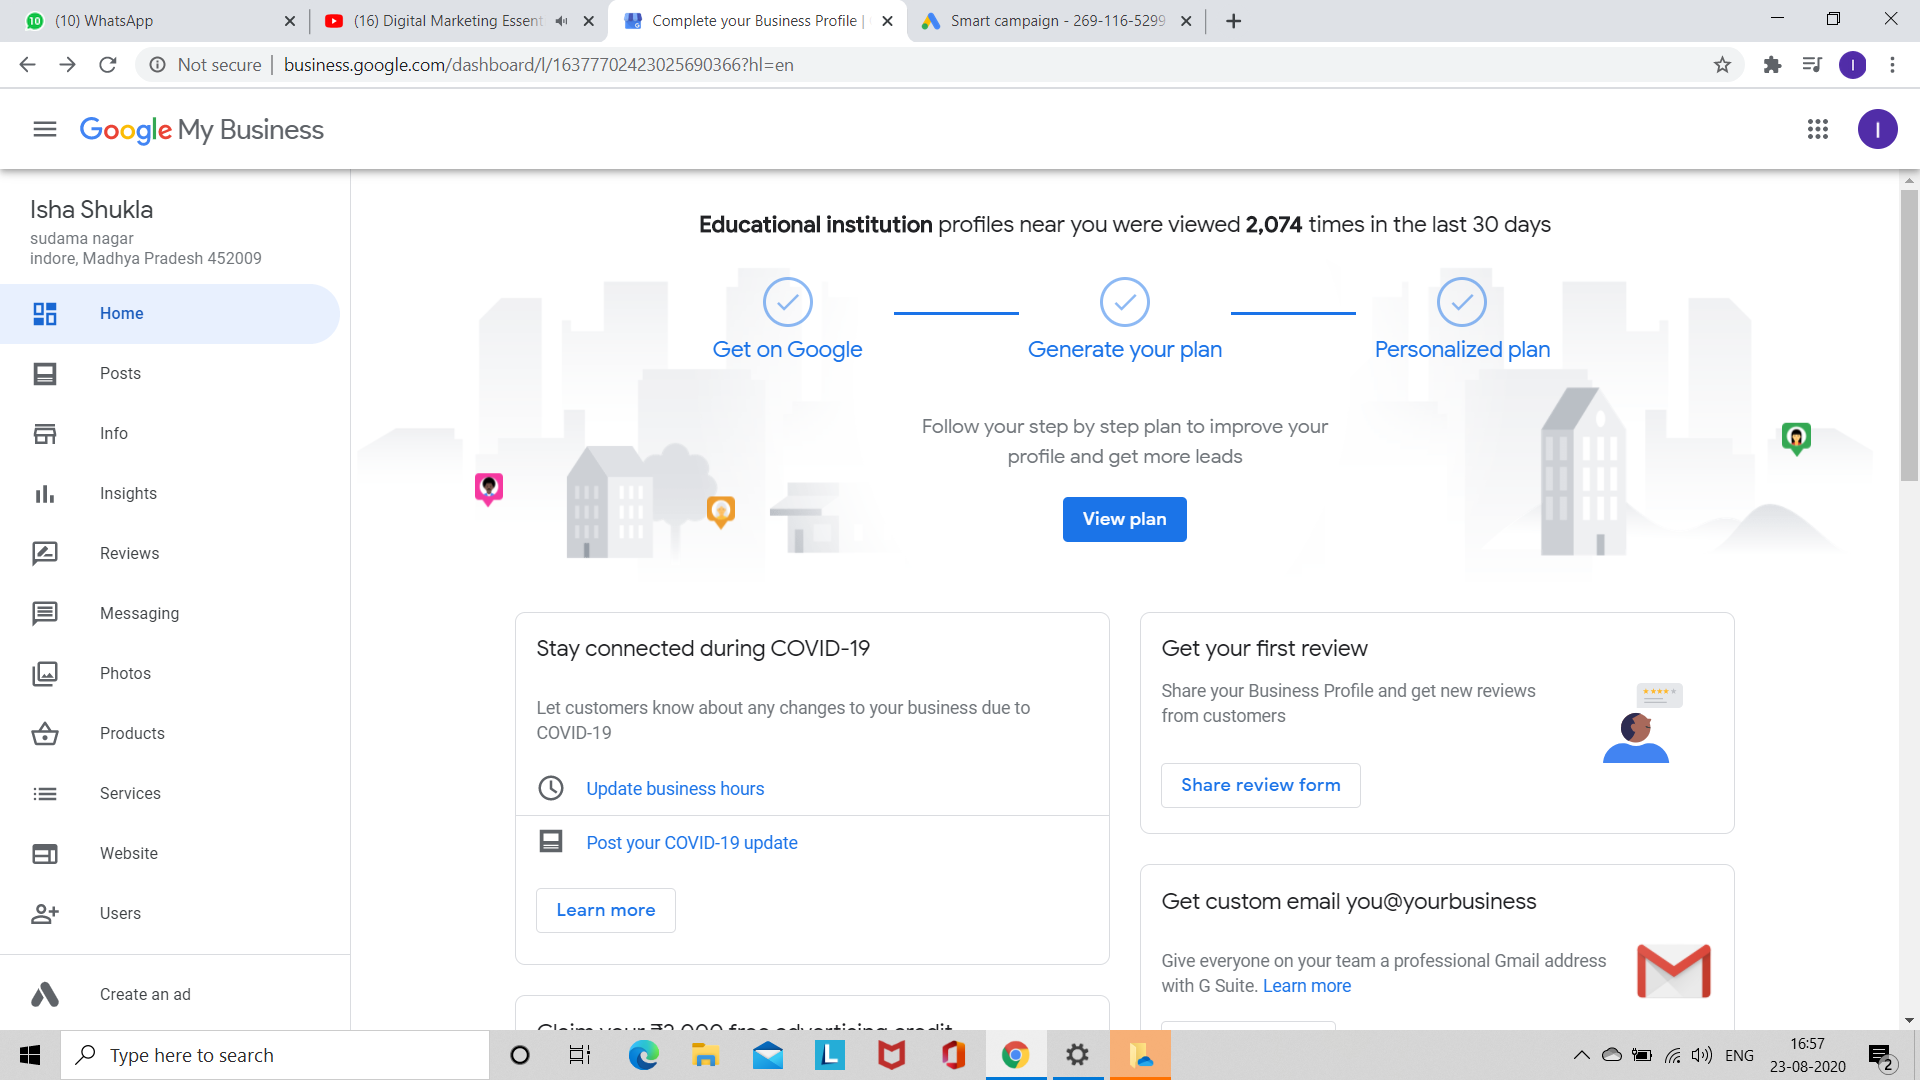 (10) WhatsApp
(16) Digital Marketing Essent
Complete your Business Profile |
Smart campaign - 269-116-5299
Not secure
business.google.com/dashboard/l/16377702423025690366?hl=en
I
Google My Business
I
Isha Shukla
sudama nagar
indore, Madhya Pradesh 452009
Home
Posts
Info
Insights
Reviews
Messaging
Photos
Products
Services
Website
Users
Create an ad
Educational institution profiles near you were viewed 2,074 times in the last 30 days
Get on Google
Generate your plan
Personalized plan
Follow your step by step plan to improve your
profile and get more leads
View plan
Stay connected during COVID-19
Let customers know about any changes to your business due to
COVID-19
Update business hours
Post your COVID-19 update
Learn more
Claim your ₹2,000 free advertising credit
Get your first review
Share your Business Profile and get new reviews
from customers
Share review form
Get custom email you@yourbusiness
Give everyone on your team a professional Gmail address
with G Suite. Learn more
Type here to search
L
ENG
16:57
23-08-2020
2